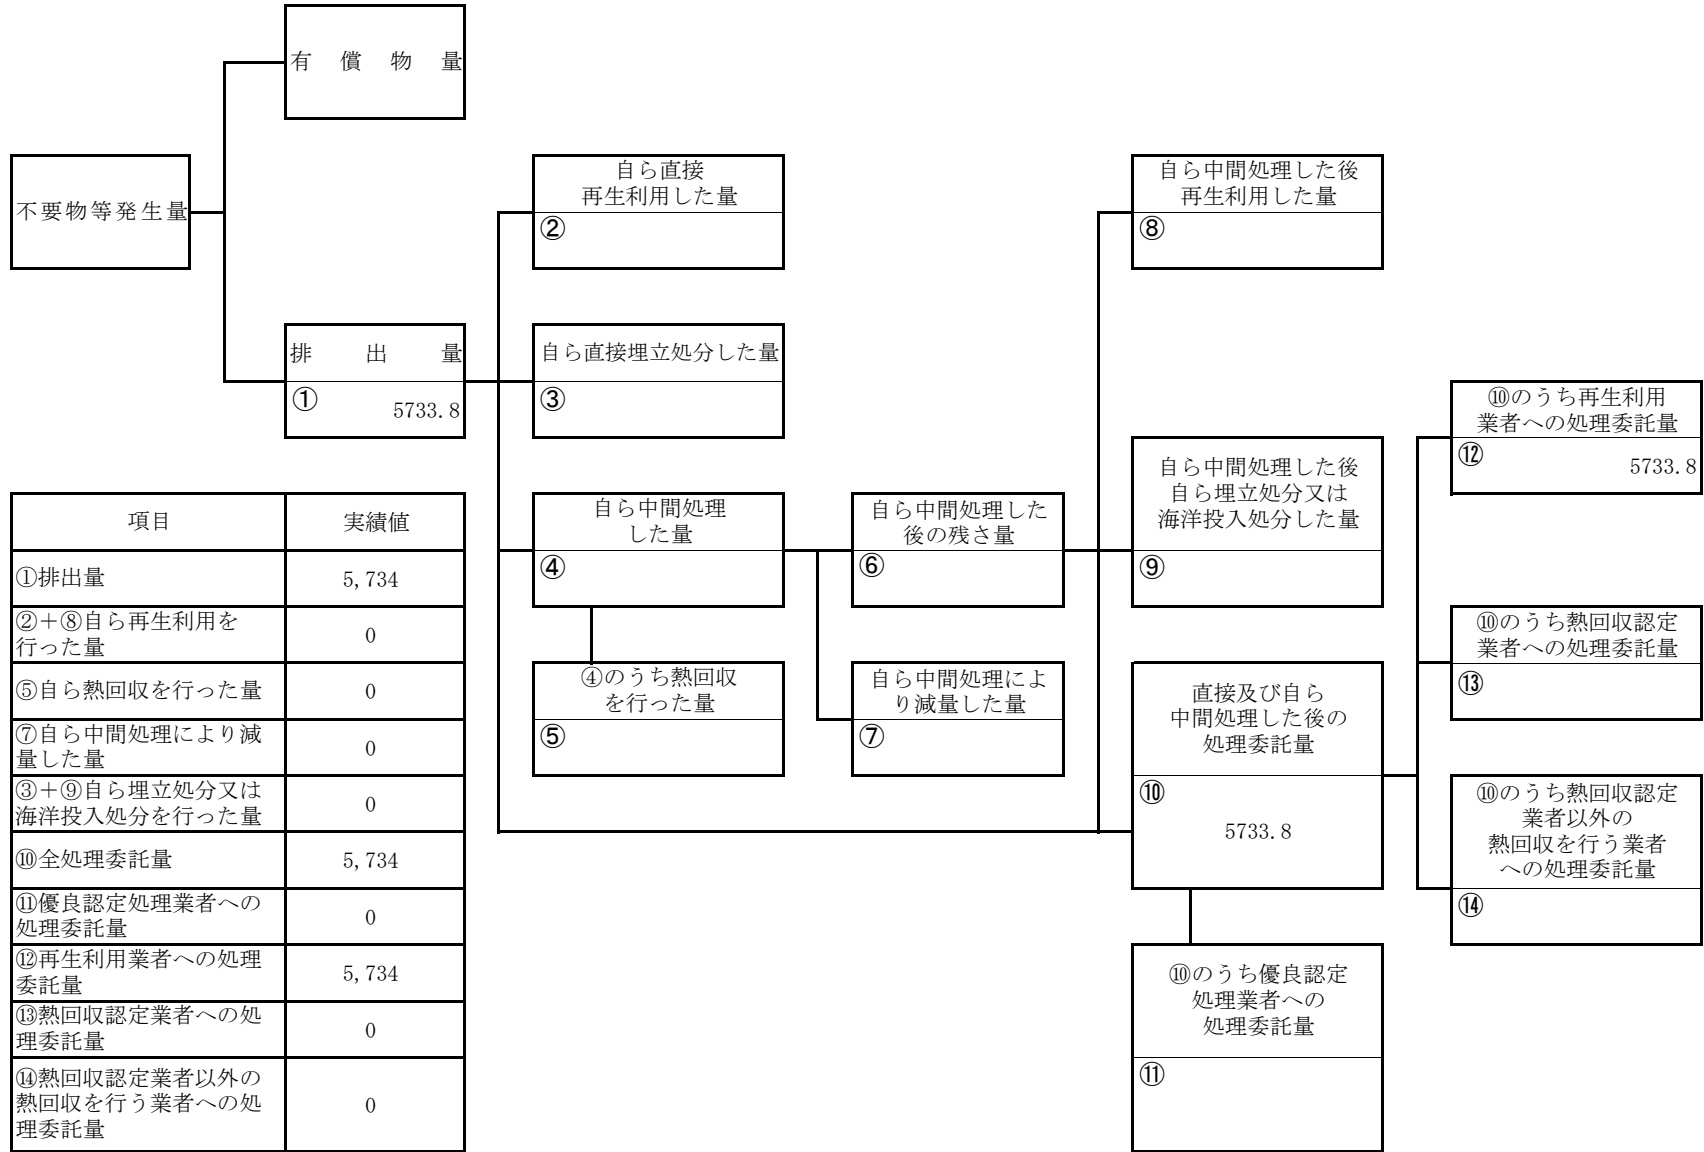 有償物量
不要物等発生量
自ら直接
再生利用した量
②
自ら中間処理した後
再生利用した量
⑧
排出量
①
5733.8
自ら直接埋立処分した量
③
⑩のうち再生利用
業者への処理委託量
⑫
5733.8
自ら中間処理
した量
④
自ら中間処理した
後の残さ量
⑥
自ら中間処理した後
自ら埋立処分又は
海洋投入処分した量
⑨
⑩のうち熱回収認定
業者への処理委託量
⑬
④のうち熱回収
を行った量
⑤
自ら中間処理によ
り減量した量
⑦
直接及び自ら
中間処理した後の
処理委託量
⑩
5733.8
⑩のうち熱回収認定
業者以外の
熱回収を行う業者
への処理委託量
⑭
⑩のうち優良認定
処理業者への
処理委託量
⑪
項目 実績値
①排出量 5,734
②＋⑧自ら再生利用を
行った量 0
⑤自ら熱回収を行った量 0
⑦自ら中間処理により減
量した量 0
③＋⑨自ら埋立処分又は
海洋投入処分を行った量 0
⑩全処理委託量 5,734
⑪優良認定処理業者への
処理委託量 0
⑫再生利用業者への処理
委託量 5,734
⑬熱回収認定業者への処
理委託量 0
⑭熱回収認定業者以外の
熱回収を行う業者への処
理委託量 0